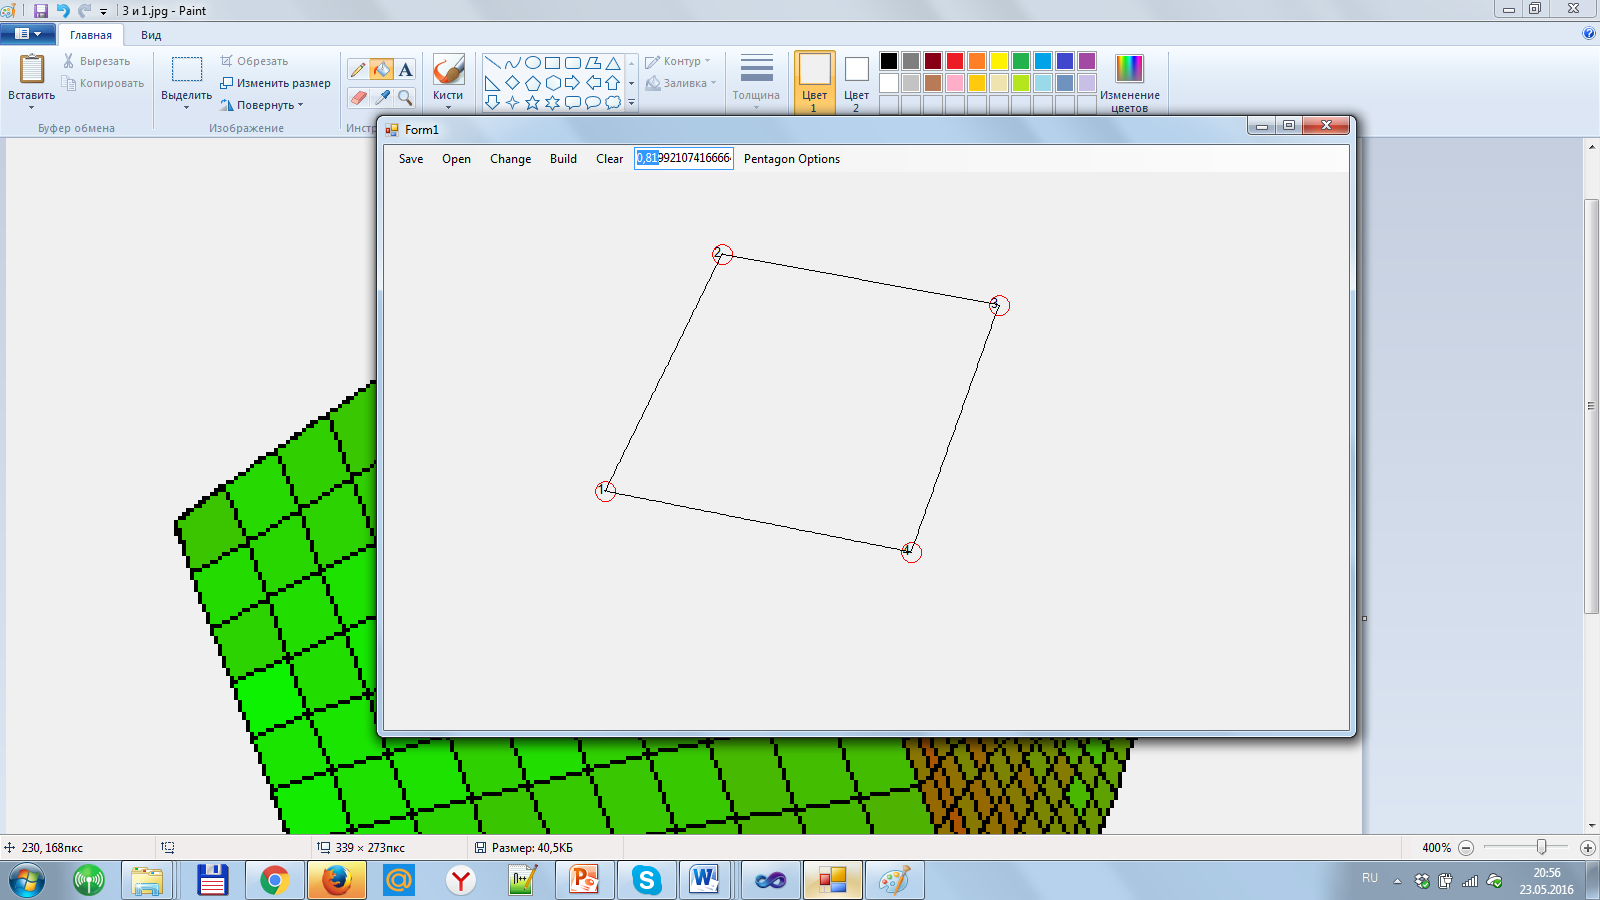 3 и 1.jpg - Paint
Главная Вид
Вставить
Вырезать
Копировать
Буфер обмена
Выделить
Обрезать
Изменить размер
Повернуть
Изображение
A
Инстр
Кисти
Контур
Заливка
Толщина
Цвет 1
Цвет 2
Изменение цветов
Form1
Save Open Change Build Clear 0,8199210741666 Pentagon Options
2
3
1
4
230, 168пкс
339 × 273пкс
Размер: 40,5КБ
400%
RU
20:56
23.05.2016